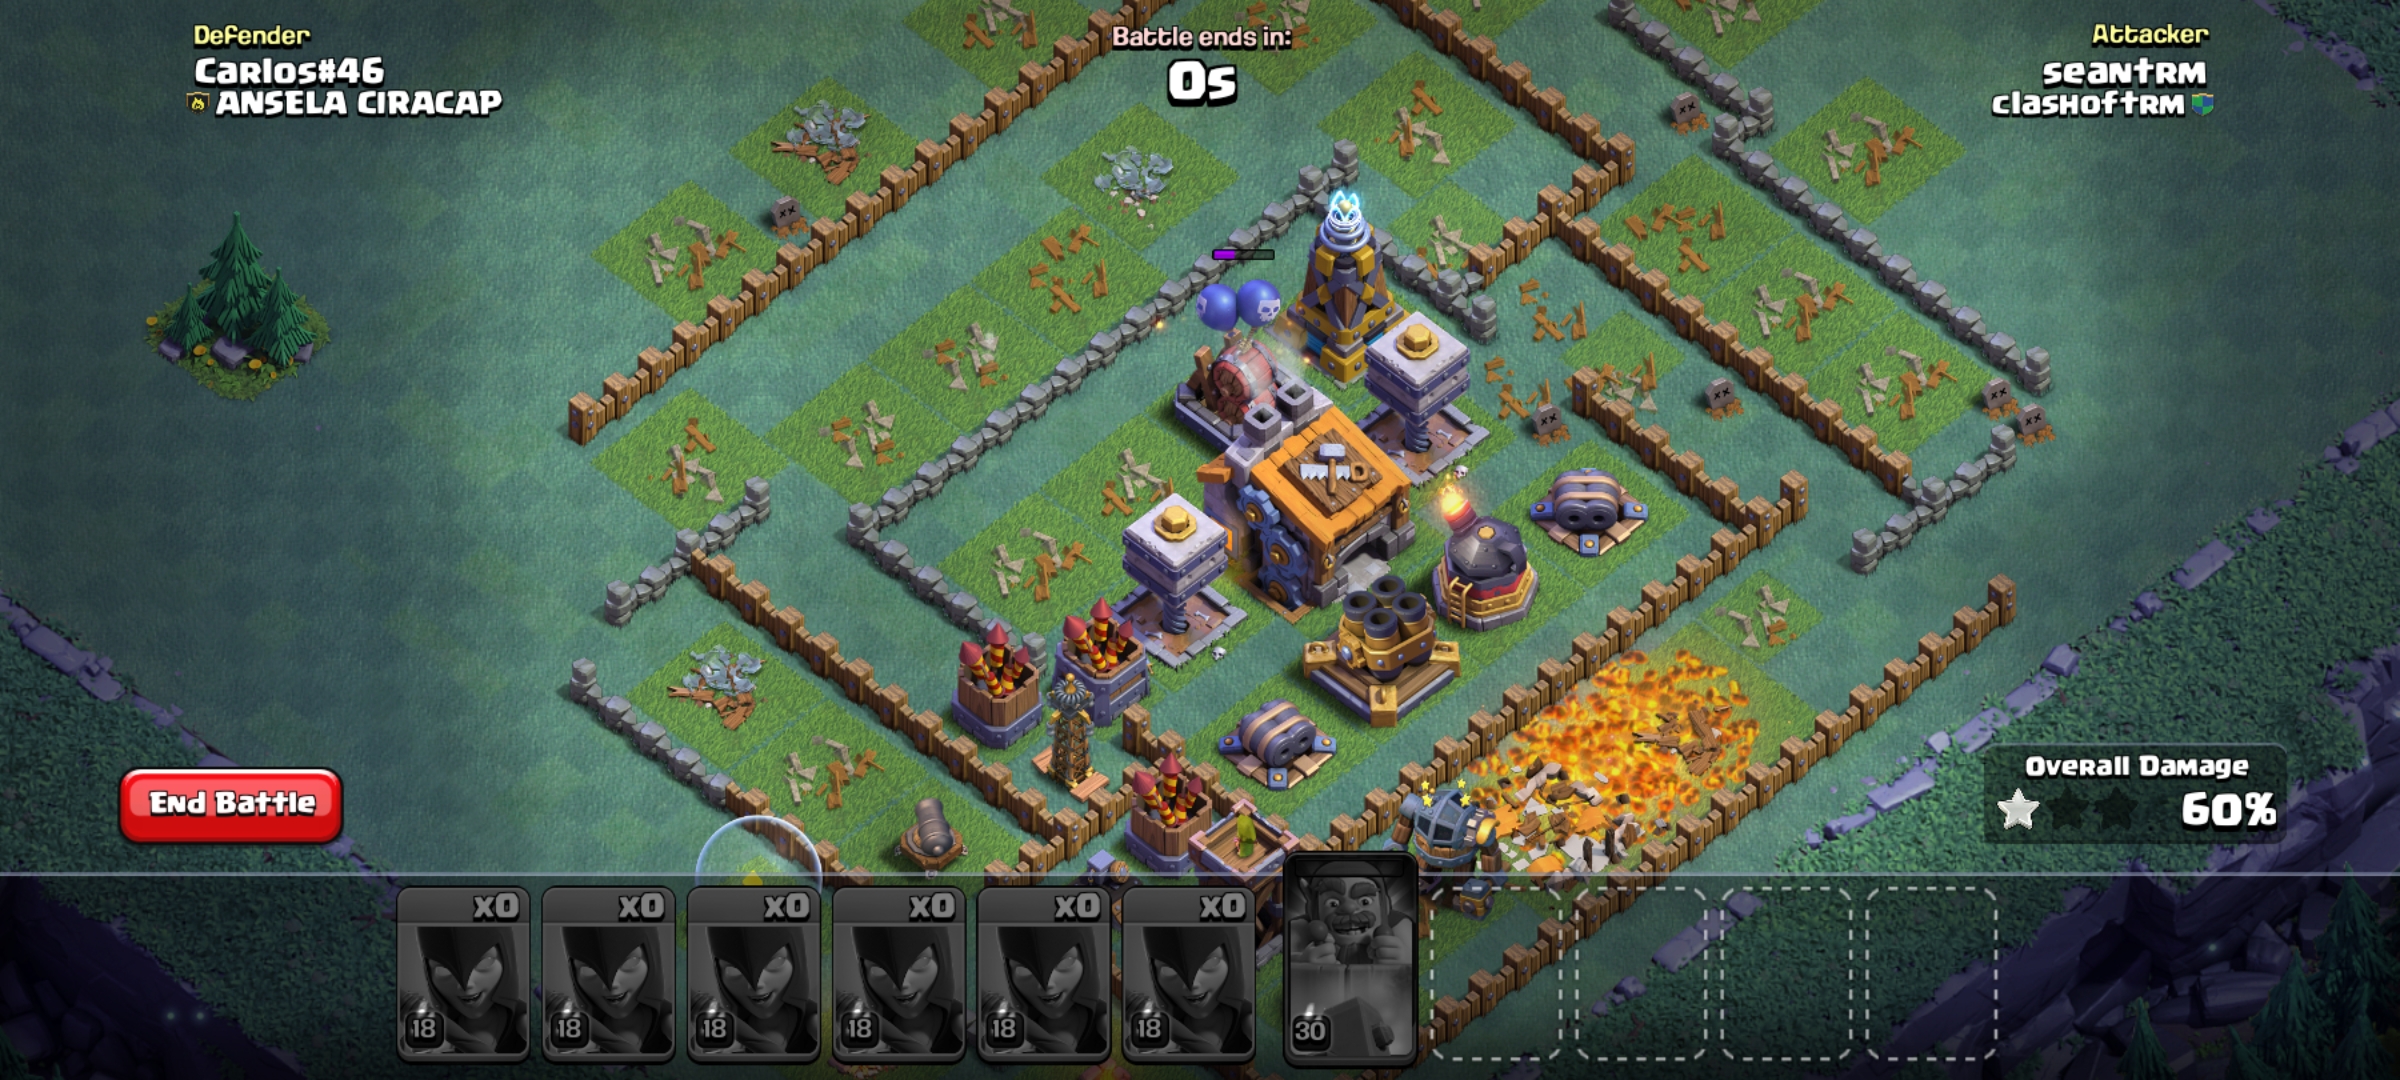 Defender
Carlos#46
ANSELA CIRACAP
Battle ends in:
0s
Attacker
seantRM
clashoftRM
End Battle
Overall Damage
60%
x0 x0 x0 x0 x0 x0
18 18 18 18 18 18 30